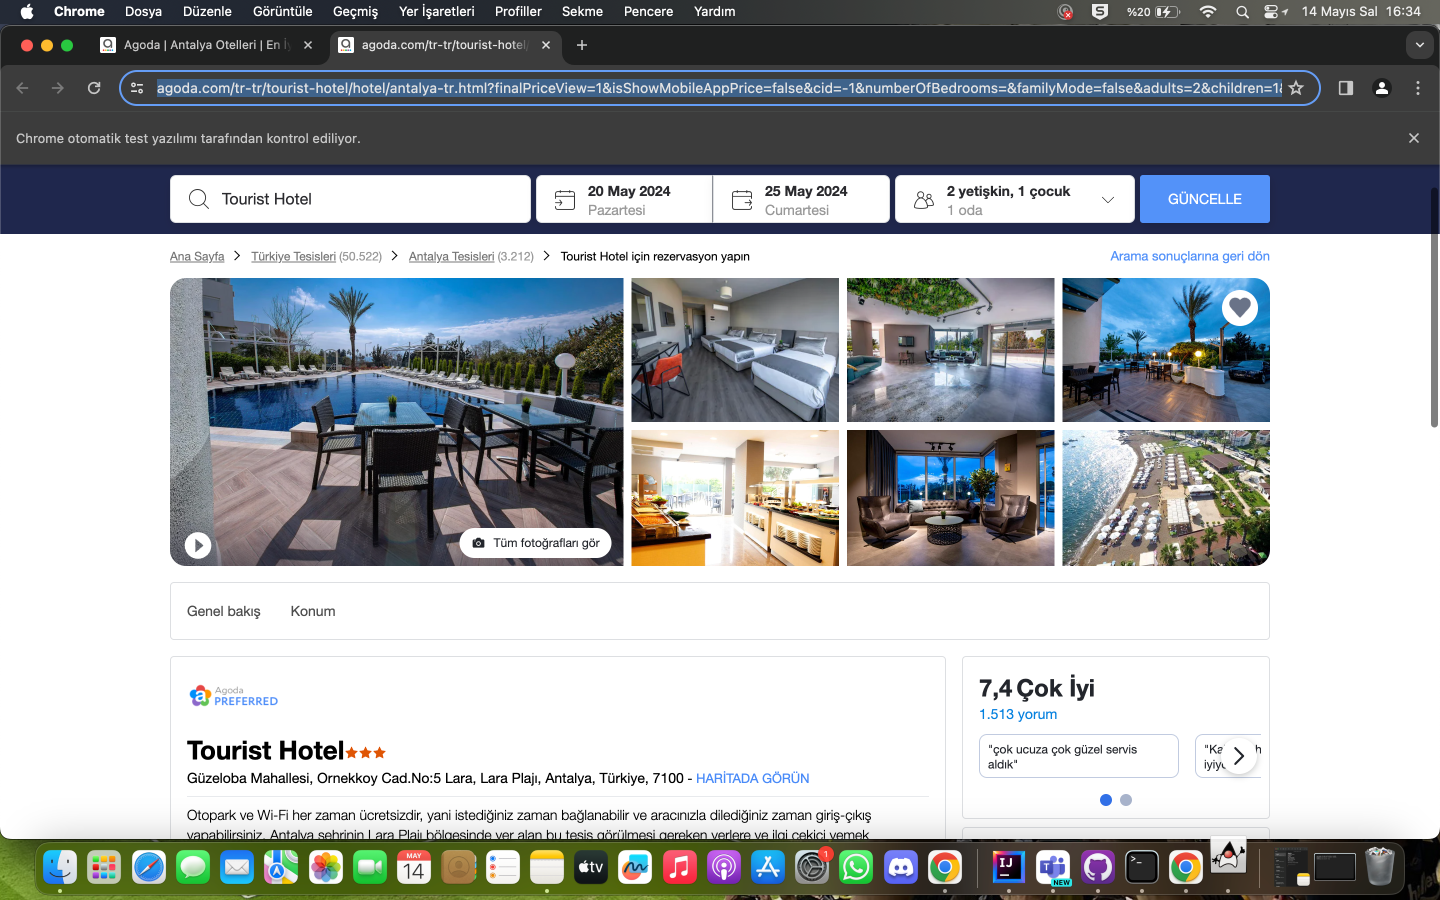 Chrome Dosya Düzenle Görüntüle Geçmiş Yer İşaretleri Profiller Sekme Pencere Yardım %20 14 Mayıs Sal 16:34
Agoda | Antalya Otelleri | En İy
agoda.com/tr-tr/tourist-hotel/
agoda.com/tr-tr/tourist-hotel/hotel/antalya-tr.html?finalPriceView=1&isShowMobileAppPrice=false&cid=-1&numberOfBedrooms=&familyMode=false&adults=2&children=1&
Chrome otomatik test yazılımı tarafından kontrol ediliyor.
Tourist Hotel
20 May 2024
Pazartesi
25 May 2024
Cumartesi
2 yetişkin, 1 çocuk
1 oda
GÜNCELLE
Ana Sayfa > Türkiye Tesisleri (50.522) > Antalya Tesisleri (3.212) > Tourist Hotel için rezervasyon yapın
Arama sonuçlarına geri dön
Tüm fotoğrafları gör
Genel bakış Konum
Agoda
PREFERRED
Tourist Hotel
Güzeloba Mahallesi, Ornekkoy Cad.No:5 Lara, Lara Plajı, Antalya, Türkiye, 7100 - HARİTADA GÖRÜN
Otopark ve Wi-Fi her zaman ücretsizdir, yani istediğiniz zaman bağlanabilir ve aracınızla dilediğiniz zaman giriş-çıkış
yapabilirsiniz. Antalya şehrinin Lara Plajı bölgesinde yer alan bu tesis görülmesi gereken yerlere ve ilgi çekici yemek
7,4 Çok İyi
1.513 yorum
"çok ucuza çok güzel servis
aldık"
MAY
14
tv
1
IJ
NEW